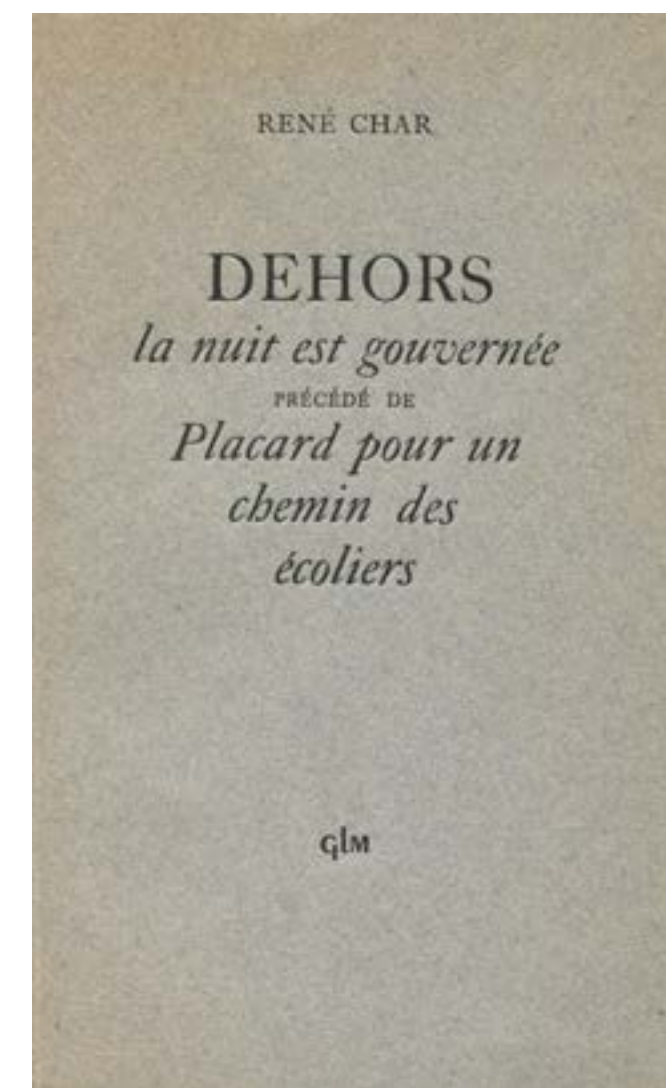 RENÉ CHAR
DEHORS
la nuit est gouvernée
PRÉCÉDÉ DE
Placard pour un
chemin des
écoliers
GLM